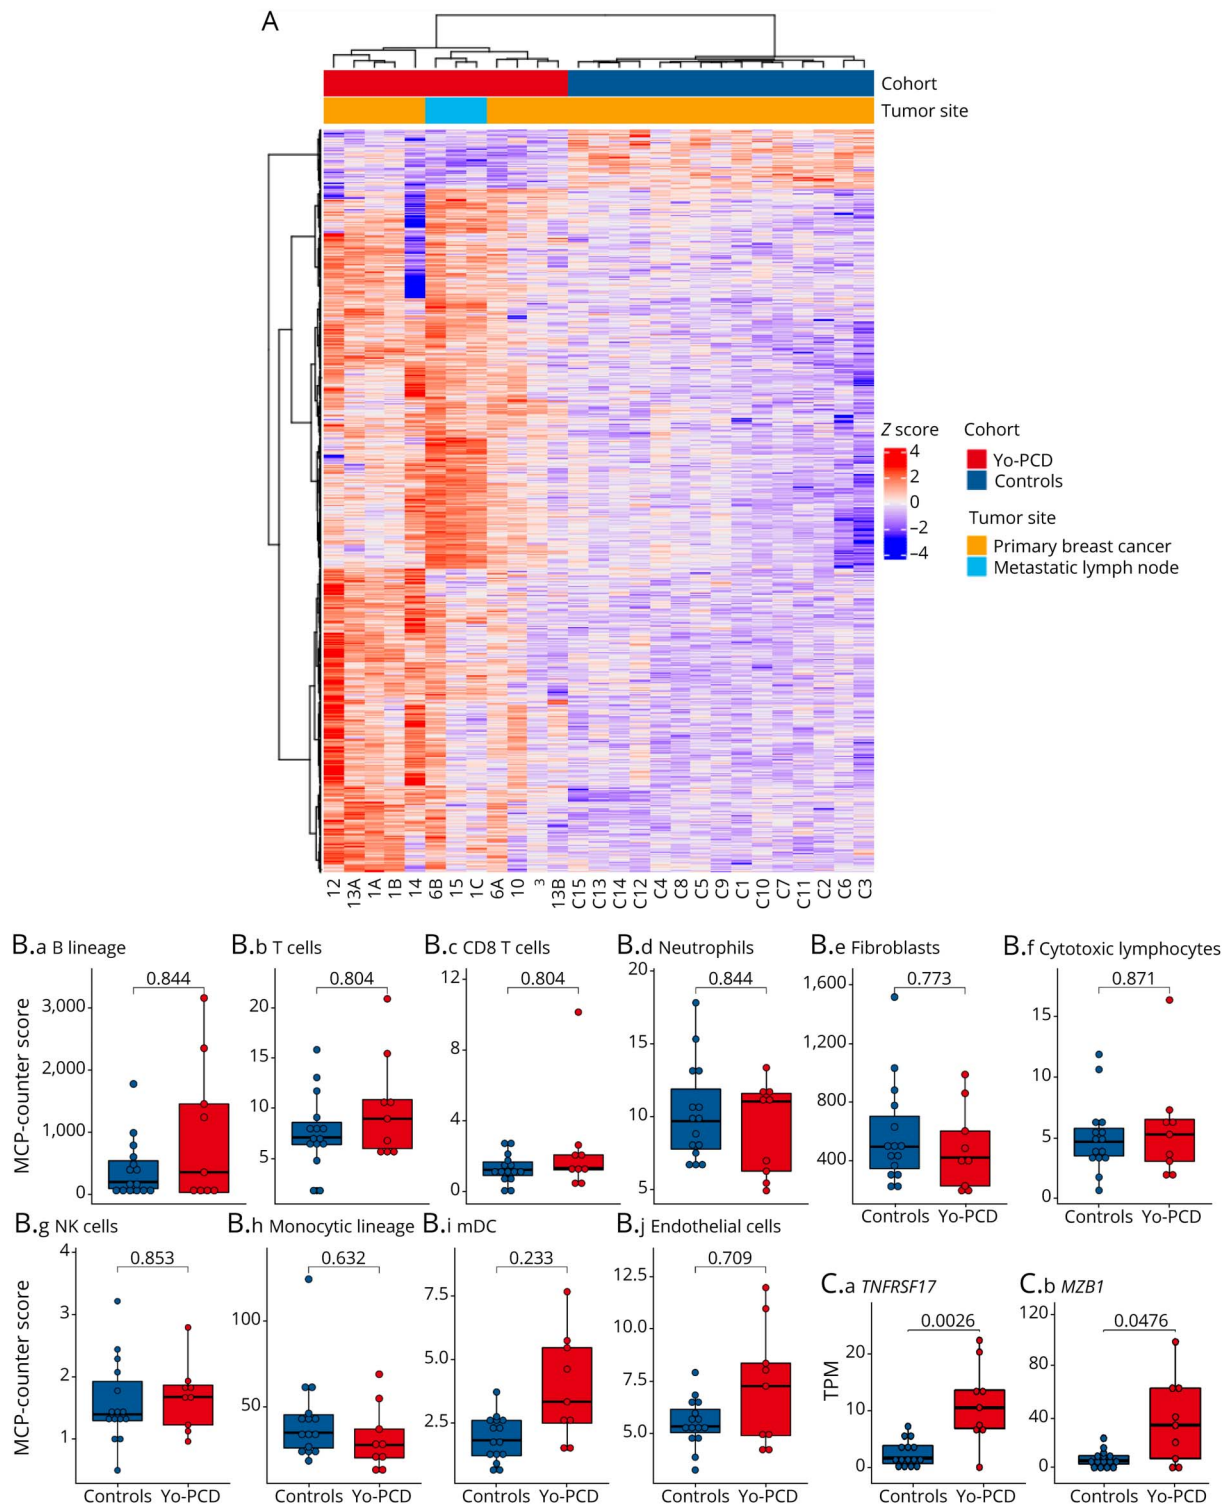 A
Cohort
Tumor site
Z score
4
2
0
−2
−4
Cohort
Yo-PCD
Controls
Tumor site
Primary breast cancer
Metastatic lymph node
12 13A 1A 1B 14 6B 15 1C 6A 10 3 13B C15 C13 C14 C12 C4 C8 C5 C9 C1 C10 C7 C11 C2 C6 C3
B.a B lineage
0.844
MCP-counter score
3,000
2,000
1,000
0
B.b T cells
0.804
20
15
10
5
B.c CD8 T cells
0.804
12
8
4
0
B.d Neutrophils
0.844
20
15
10
5
B.e Fibroblasts
0.773
1,600
1,200
800
400
Controls Yo-PCD
B.f Cytotoxic lymphocytes
0.871
15
10
5
0
Controls Yo-PCD
B.g NK cells
0.853
MCP-counter score
4
3
2
1
Controls Yo-PCD
B.h Monocytic lineage
0.632
100
50
Controls Yo-PCD
B.i mDC
0.233
7.5
5.0
2.5
Controls Yo-PCD
B.j Endothelial cells
0.709
12.5
10.0
7.5
5.0
Controls Yo-PCD
C.a TNFRSF17
0.0026
TPM
20
10
0
Controls Yo-PCD
C.b MZB1
0.0476
120
80
40
0
Controls Yo-PCD